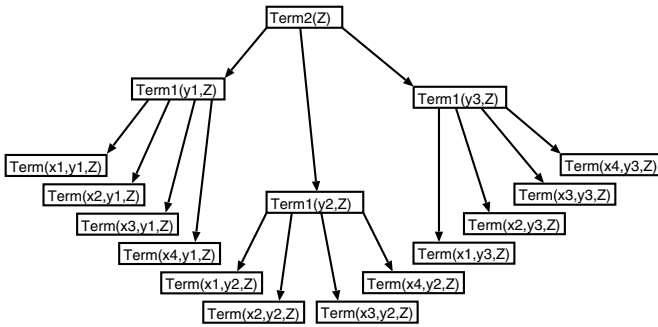 Term2(Z)
Term1(y1,Z)
Term1(y3,Z)
Term(x1,y1,Z)
Term(x4,y3,Z)
Term(x2,y1,Z)
Term(x3,y3,Z)
Term1(y2,Z)
Term(x3,y1,Z)
Term(x2,y3,Z)
Term(x4,y1,Z)
Term(x1,y3,Z)
Term(x1,y2,Z)
Term(x4,y2,Z)
Term(x2,y2,Z)
Term(x3,y2,Z)